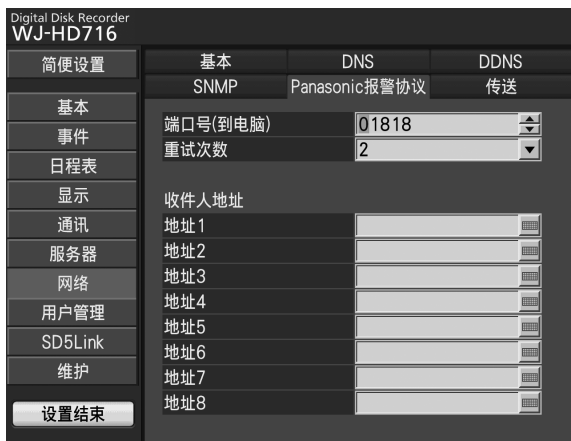 Digital Disk Recorder
WJ-HD716
简便设置
基本
事件
日程表
显示
通讯
服务器
网络
用户管理
SD5Link
维护
设置结束
基本 DNS DDNS
SNMP Panasonic报警协议 传送
端口号(到电脑) 01818
重试次数 2
收件人地址
地址1
地址2
地址3
地址4
地址5
地址6
地址7
地址8